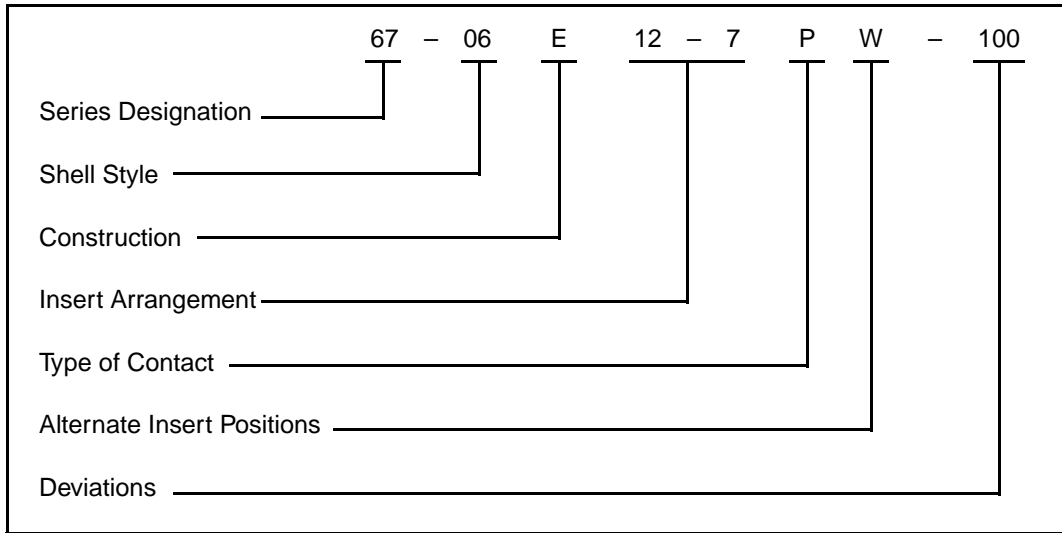 67 – 06 E 12 – 7 P W – 100
Series Designation
Shell Style
Construction
Insert Arrangement
Type of Contact
Alternate Insert Positions
Deviations